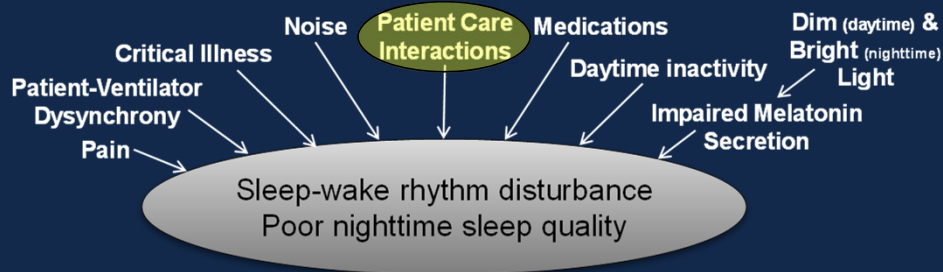 Pain
Patient-Ventilator
Dysynchrony
Critical Illness
Noise
Patient Care
Interactions
Medications
Daytime inactivity
Dim (daytime) &
Bright (nighttime)
Light
Impaired Melatonin
Secretion
Sleep-wake rhythm disturbance
Poor nighttime sleep quality